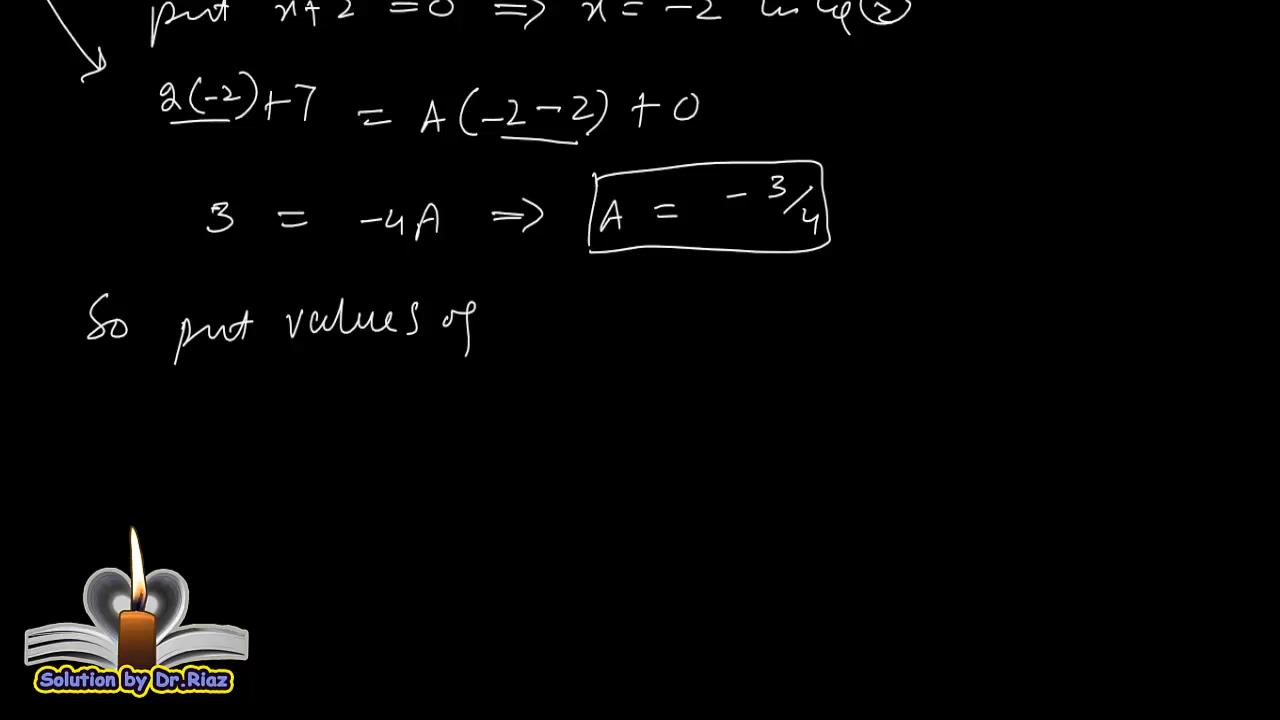 put x+2 = 0 ⇒ x = -2 in eq (2)
2(-2)+7 = A(-2-2)+0
3 = -4A ⇒ A = -3/4
So put values of
Solution by Dr.Riaz